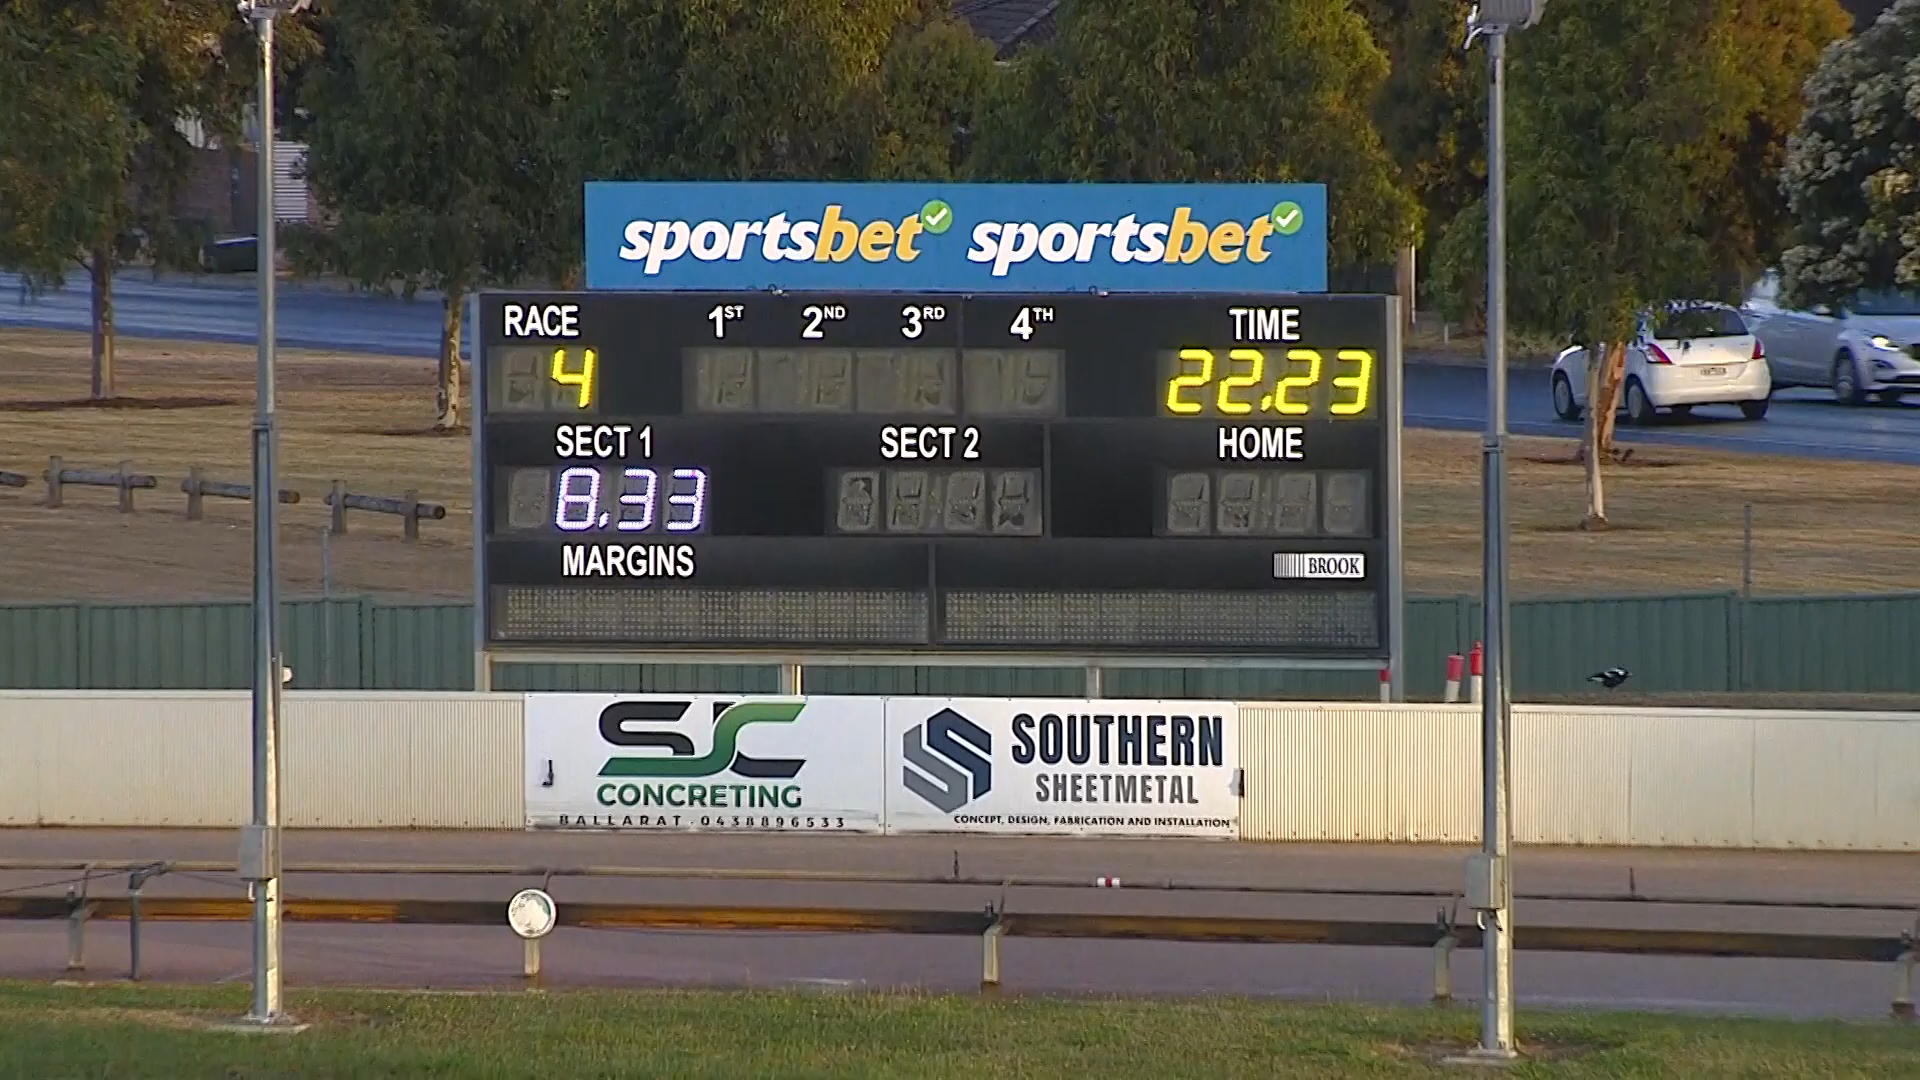 sportsbet sportsbet
RACE 1ST 2ND 3RD 4TH TIME
4 22.23
SECT 1 SECT 2 HOME
8.33
MARGINS
BROOK
SJC
CONCRETING
BALLARAT - 0438896533
SOUTHERN
SHEETMETAL
CONCEPT, DESIGN, FABRICATION AND INSTALLATION